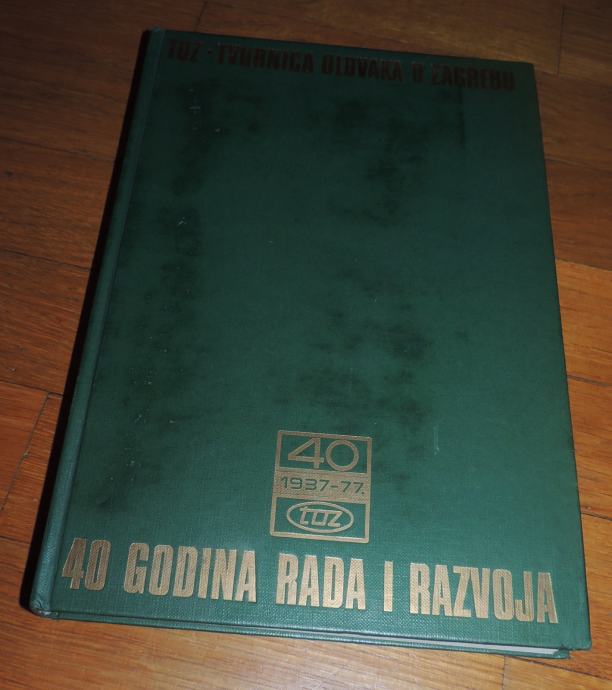 TOZ · TVORNICA OLOVAKA U ZAGREBU
40
1937-77.
toz
40 GODINA RADA I RAZVOJA